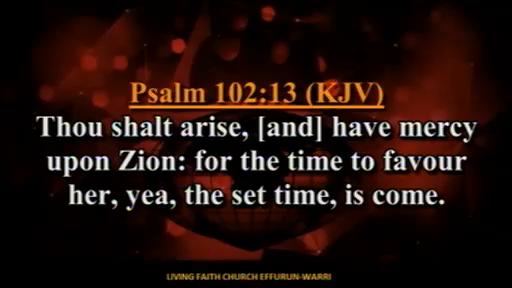 Psalm 102:13 (KJV)
Thou shalt arise, [and] have mercy
upon Zion: for the time to favour
her, yea, the set time, is come.
LIVING FAITH CHURCH EFFURUN-WARRI